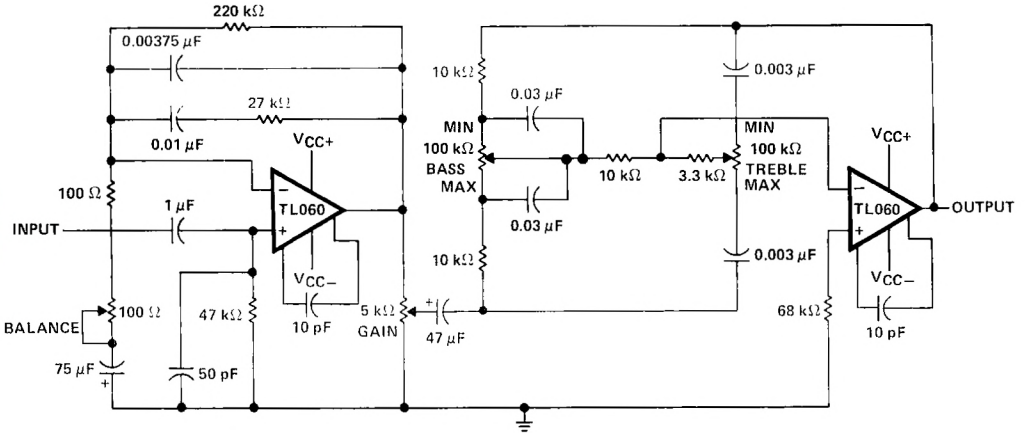 220 kΩ
0.00375 µF
27 kΩ
0.01 µF
VCC+
100 Ω
1 µF
TL060
INPUT
−
+
VCC−
100 Ω
BALANCE
47 kΩ
10 pF
5 kΩ
GAIN
+
47 µF
75 µF
+
50 pF
10 kΩ
0.03 µF
MIN
100 kΩ
BASS
MAX
0.03 µF
10 kΩ
10 kΩ
3.3 kΩ
0.003 µF
MIN
100 kΩ
TREBLE
MAX
0.003 µF
VCC+
−
TL060
+
OUTPUT
VCC−
68 kΩ
10 pF